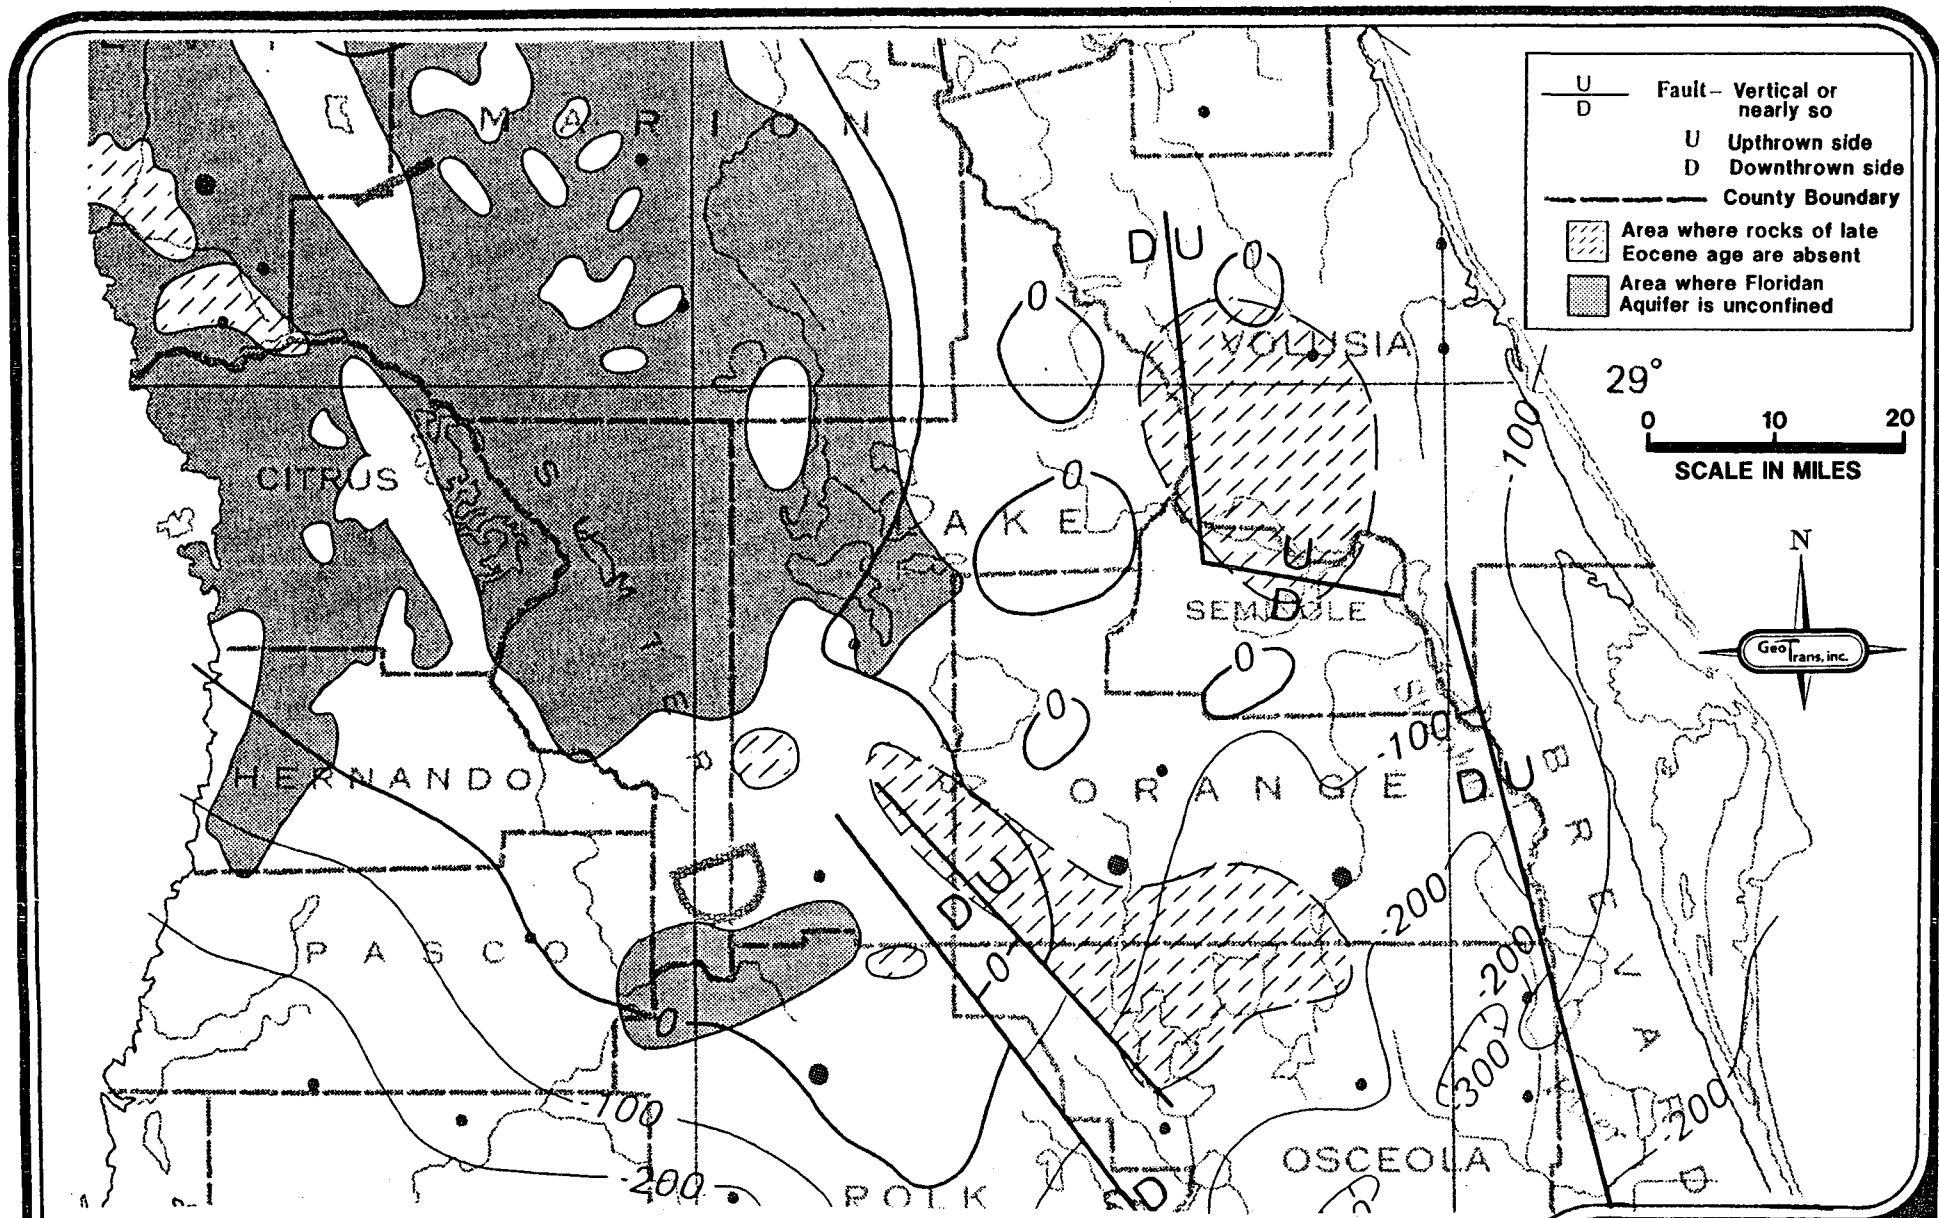 U
D
Fault– Vertical or
nearly so
U Upthrown side
D Downthrown side
County Boundary
Area where rocks of late
Eocene age are absent
Area where Floridan
Aquifer is unconfined
29°
0 10 20
SCALE IN MILES
N
GeoTrans, inc.
MARION
D U
0
0
VOLUSIA
-100
CITRUS
0
LAKE
S
U
D
SEMINOLE
T
E
R
0
0
-100
HERNANDO
ORANGE
D U
BREVARD
U
D
-200
PASCO
-200
0
0
-300
-100
-200
OSCEOLA
-200
POLK
D
0